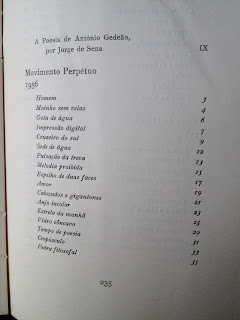 A Poesia de António Gedeão,
por Jorge de Sena IX
Movimento Perpétuo
1956
Homem 3
Moinho sem velas 4
Gota de água 6
Impressão digital 7
Cruzeiro do sul 9
Sede de água 12
Pulsação da treva 13
Melodia proibida 15
Espelho de duas faces 17
Amor 19
Cabeçudos e gigantones 21
Anjo incolor 23
Estrela da manhã 25
Vidro côncavo 29
Tempo de poesia 31
Crepúsculo 33
Pedra filosofal 35
235